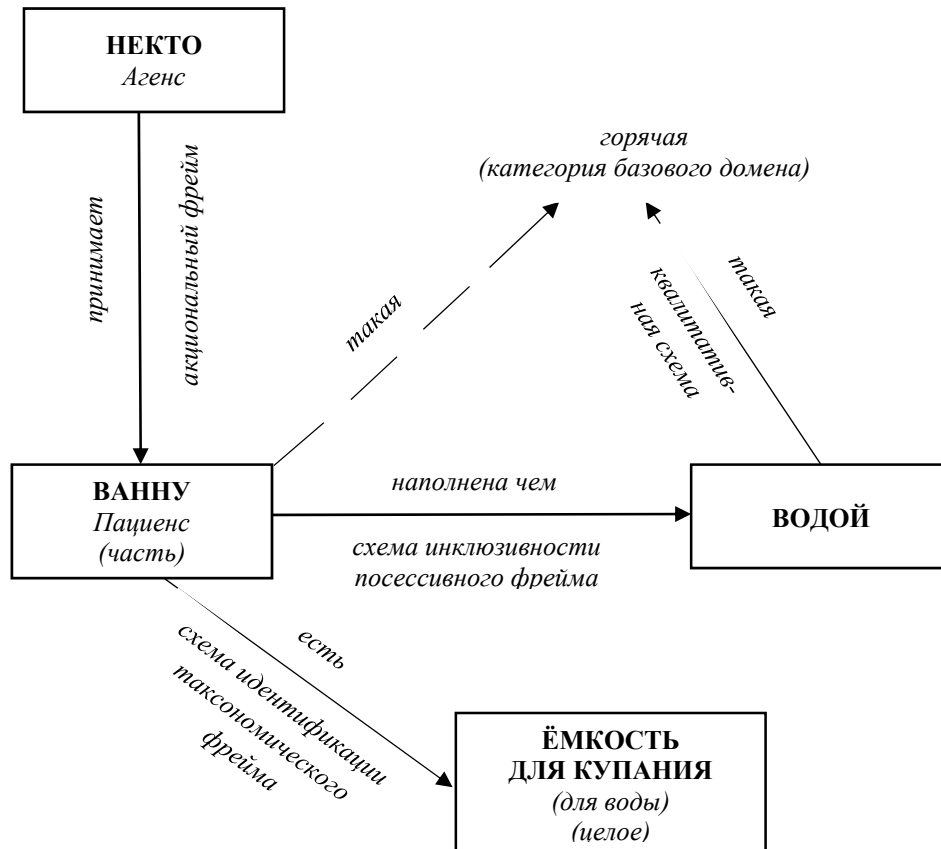 НЕКТО
Агенс
принимает
акциональный фрейм
горячая
(категория базового домена)
такая
такая
квалитатив-
ная схема
ВАННУ
Пациенс
(часть)
наполнена чем
схема инклюзивности
посессивного фрейма
ВОДОЙ
есть
схема идентификации
таксономического
фрейма
ЁМКОСТЬ
ДЛЯ КУПАНИЯ
(для воды)
(целое)